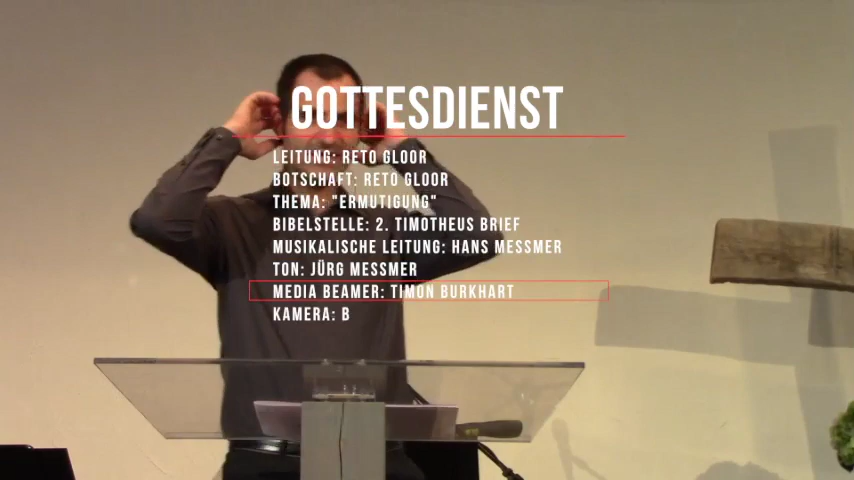 GOTTESDIENST
LEITUNG: RETO GLOOR
BOTSCHAFT: RETO GLOOR
THEMA: "ERMUTIGUNG"
BIBELSTELLE: 2. TIMOTHEUS BRIEF
MUSIKALISCHE LEITUNG: HANS MESSMER
TON: JÜRG MESSMER
MEDIA BEAMER: TIMON BURKHART
KAMERA: B